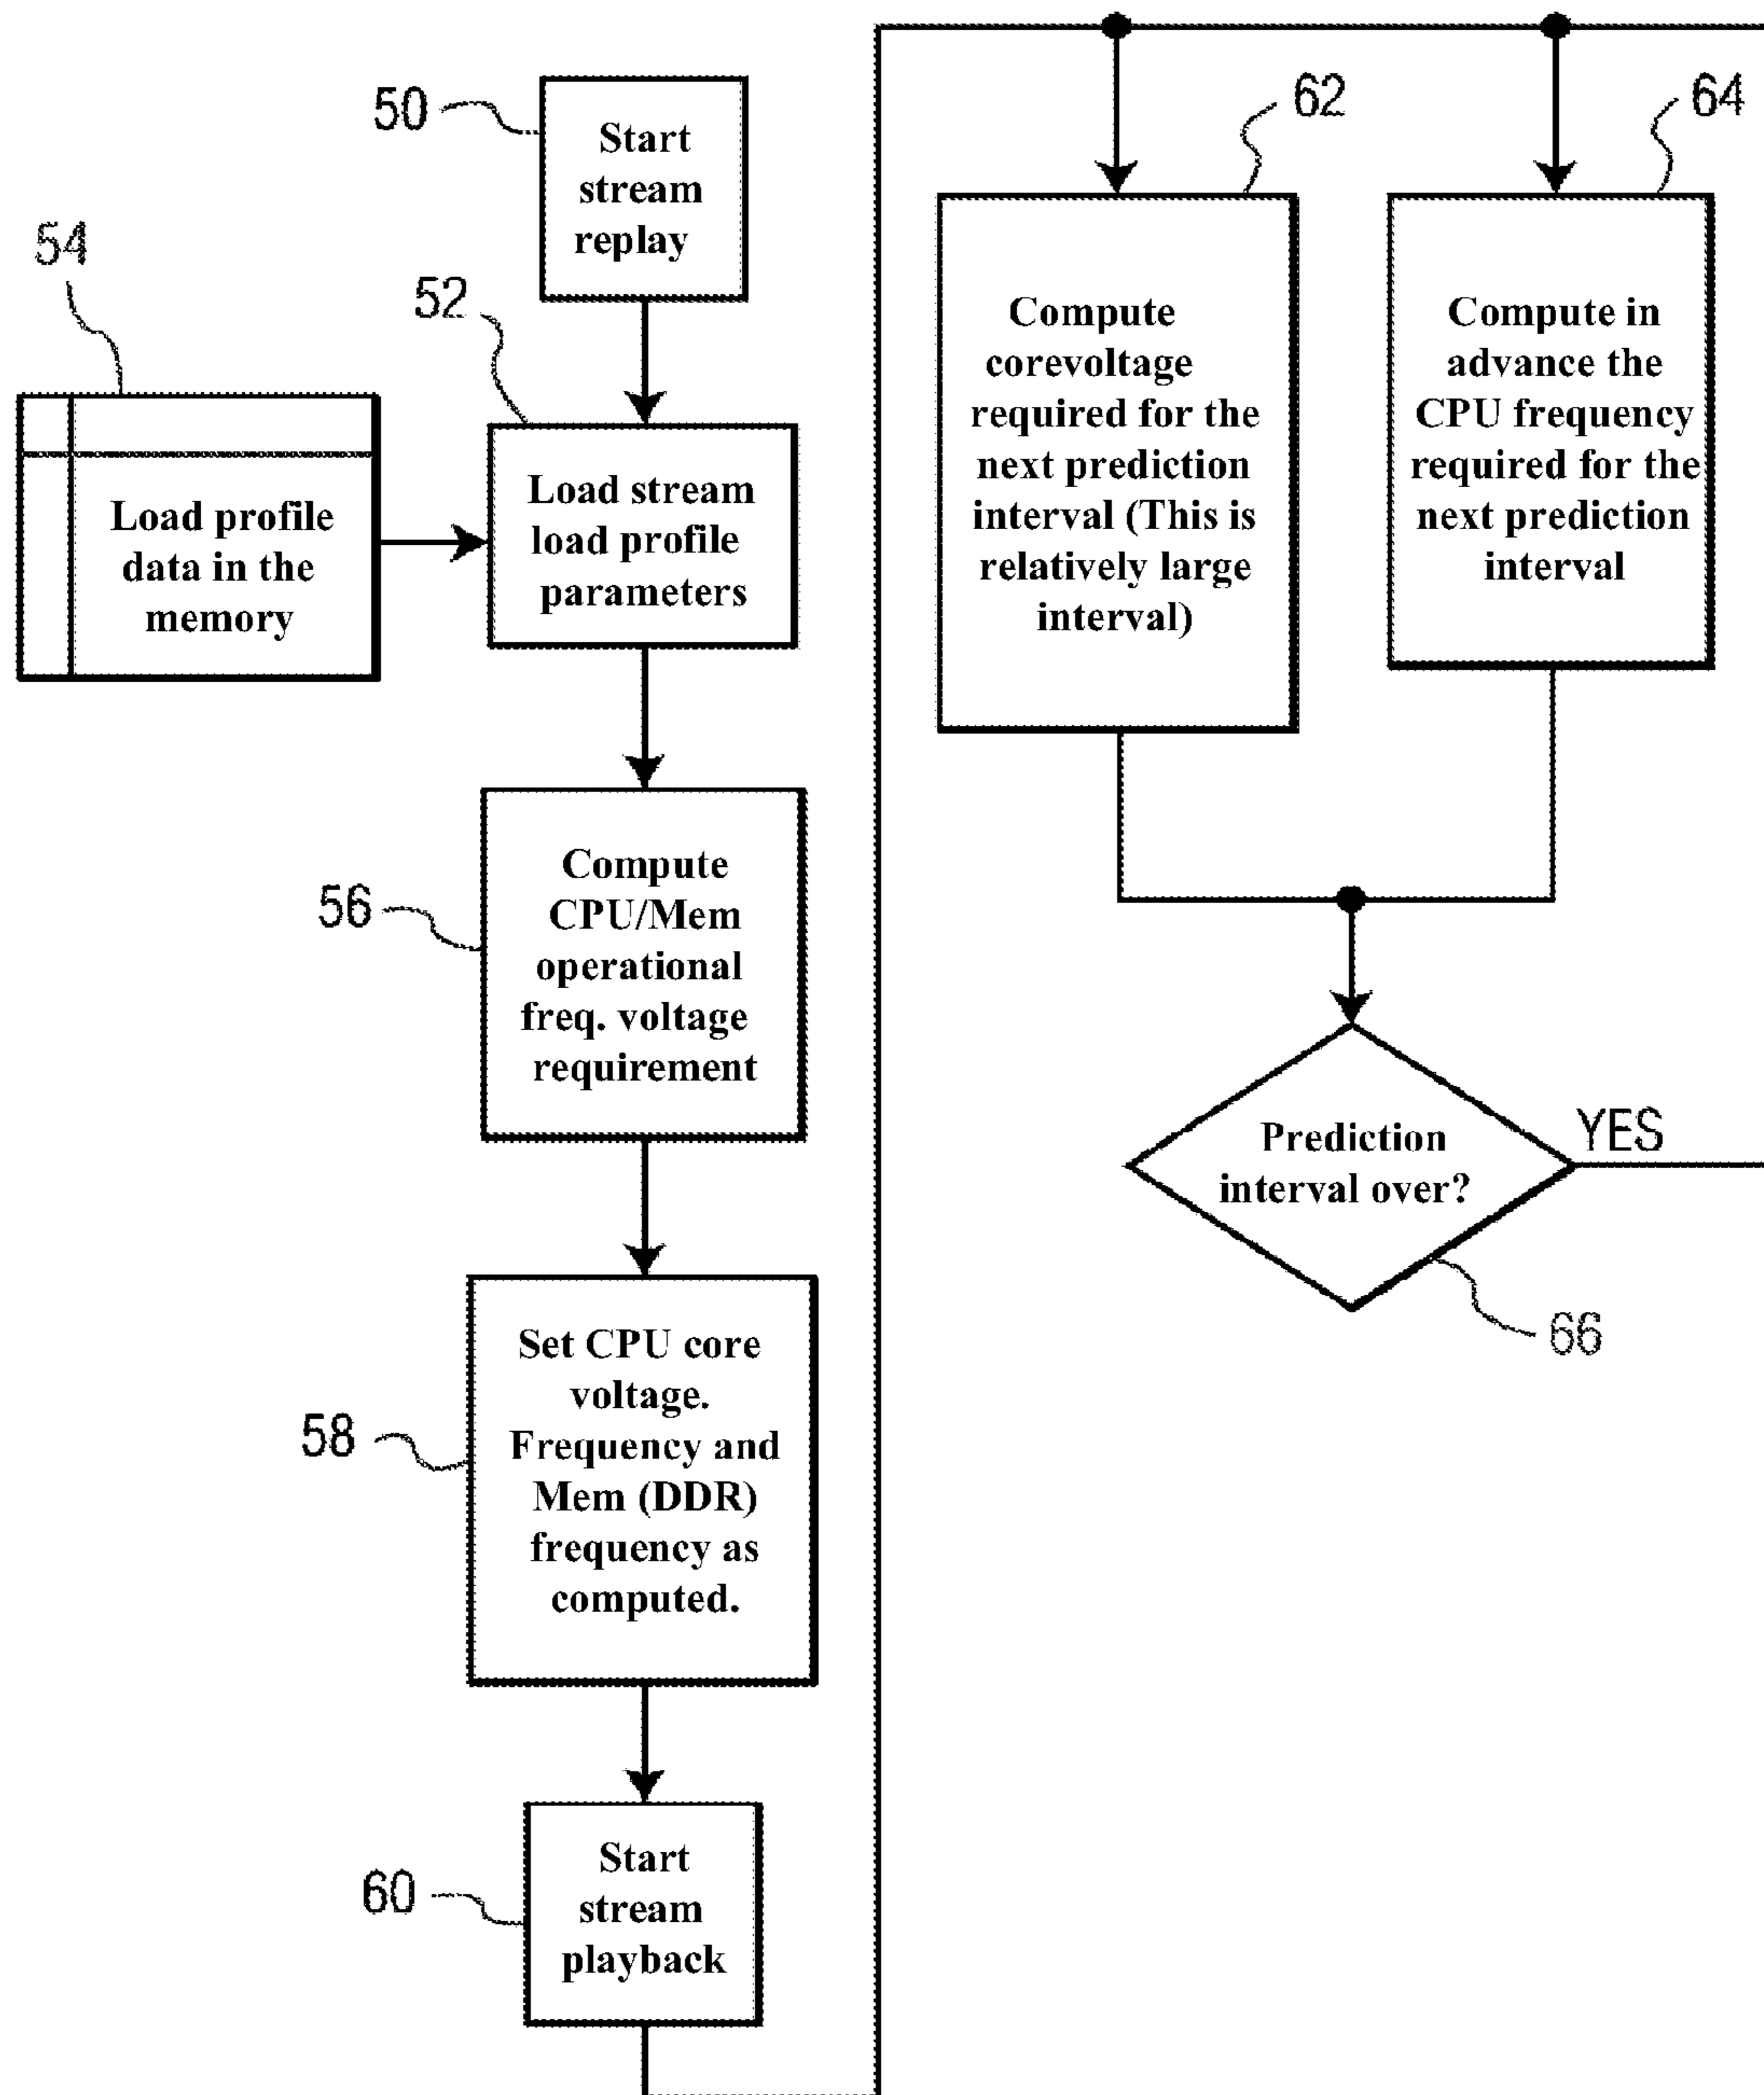 50
Start
stream
replay
54
52
Load profile
data in the
memory
Load stream
load profile
parameters
56
Compute
CPU/Mem
operational
freq. voltage
requirement
58
Set CPU core
voltage.
Frequency and
Mem (DDR)
frequency as
computed.
60
Start
stream
playback
62
Compute
corevoltage
required for the
next prediction
interval (This is
relatively large
interval)
64
Compute in
advance the
CPU frequency
required for the
next prediction
interval
Prediction
interval over?
YES
66